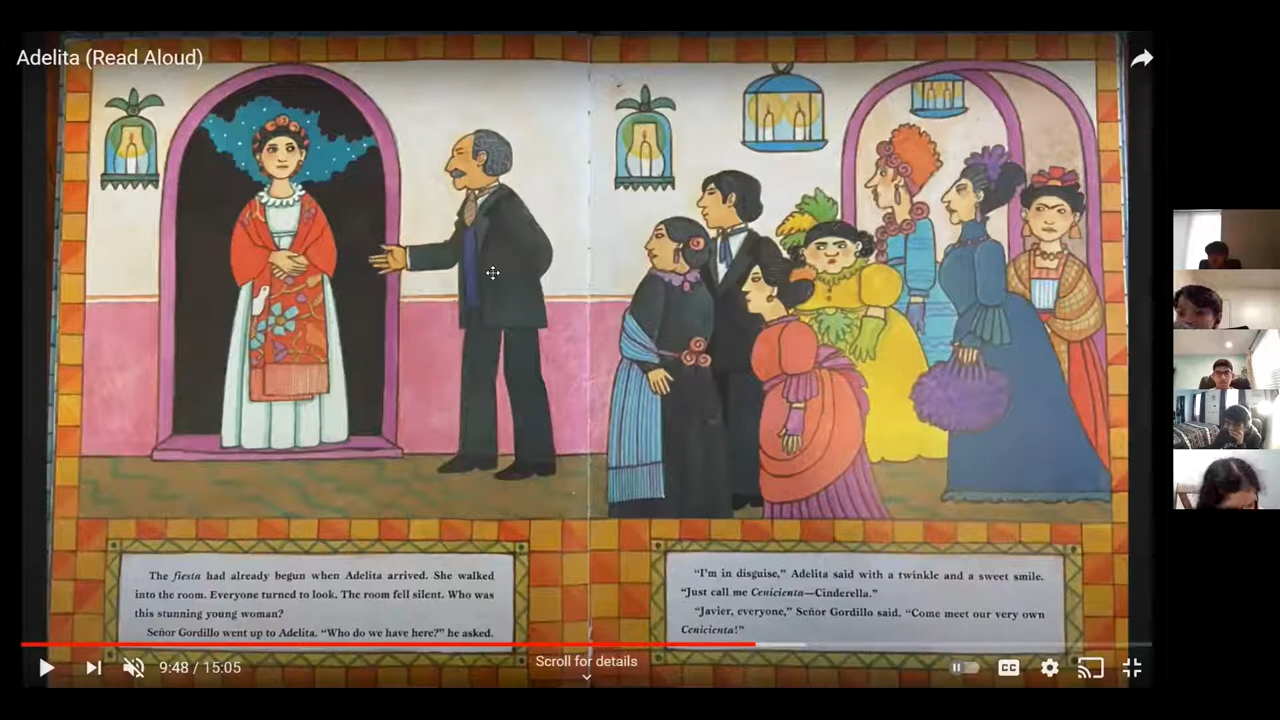 Adelita (Read Aloud)
The fiesta had already begun when Adelita arrived. She walked
into the room. Everyone turned to look. The room fell silent. Who was
this stunning young woman?
Señor Gordillo went up to Adelita. “Who do we have here?” he asked.
“I’m in disguise,” Adelita said with a twinkle and a sweet smile.
“Just call me Cenicienta—Cinderella.”
“Javier, everyone,” Señor Gordillo said. “Come meet our very own
Cenicienta!”
Scroll for details
9:48 / 15:05
CC